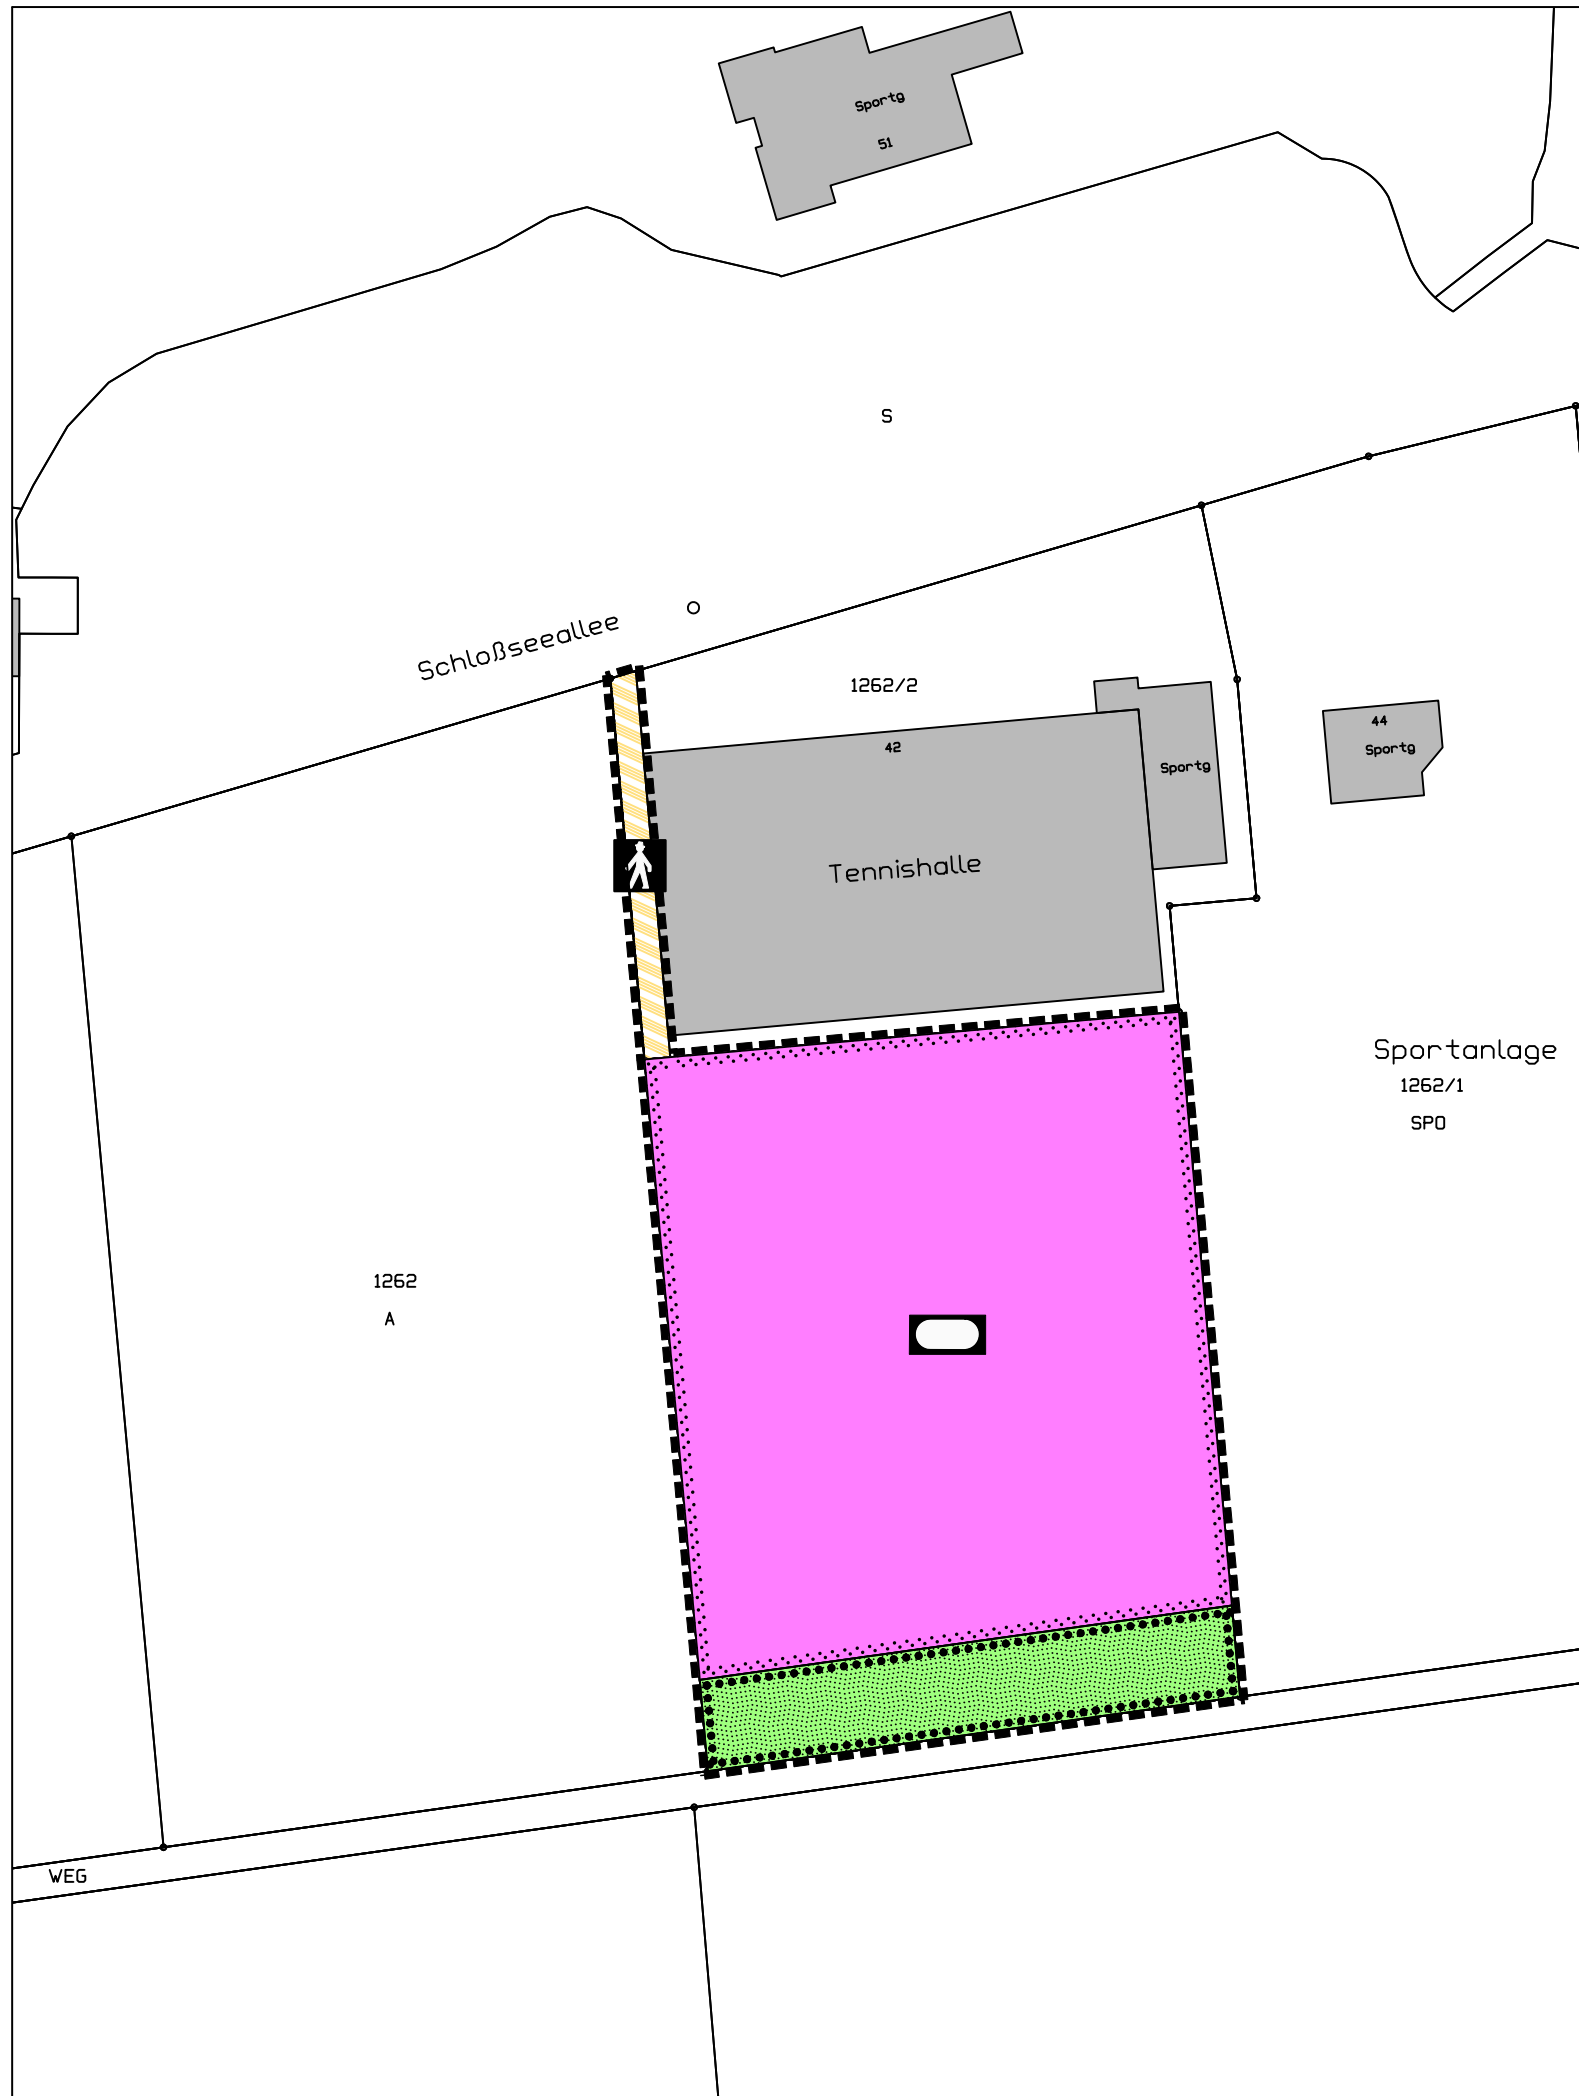 Sportg
51
S
Schloßseeallee
1262/2
42
Sportg
44
Sportg
Tennishalle
Sportanlage
1262/1
SPO
1262
A
WEG